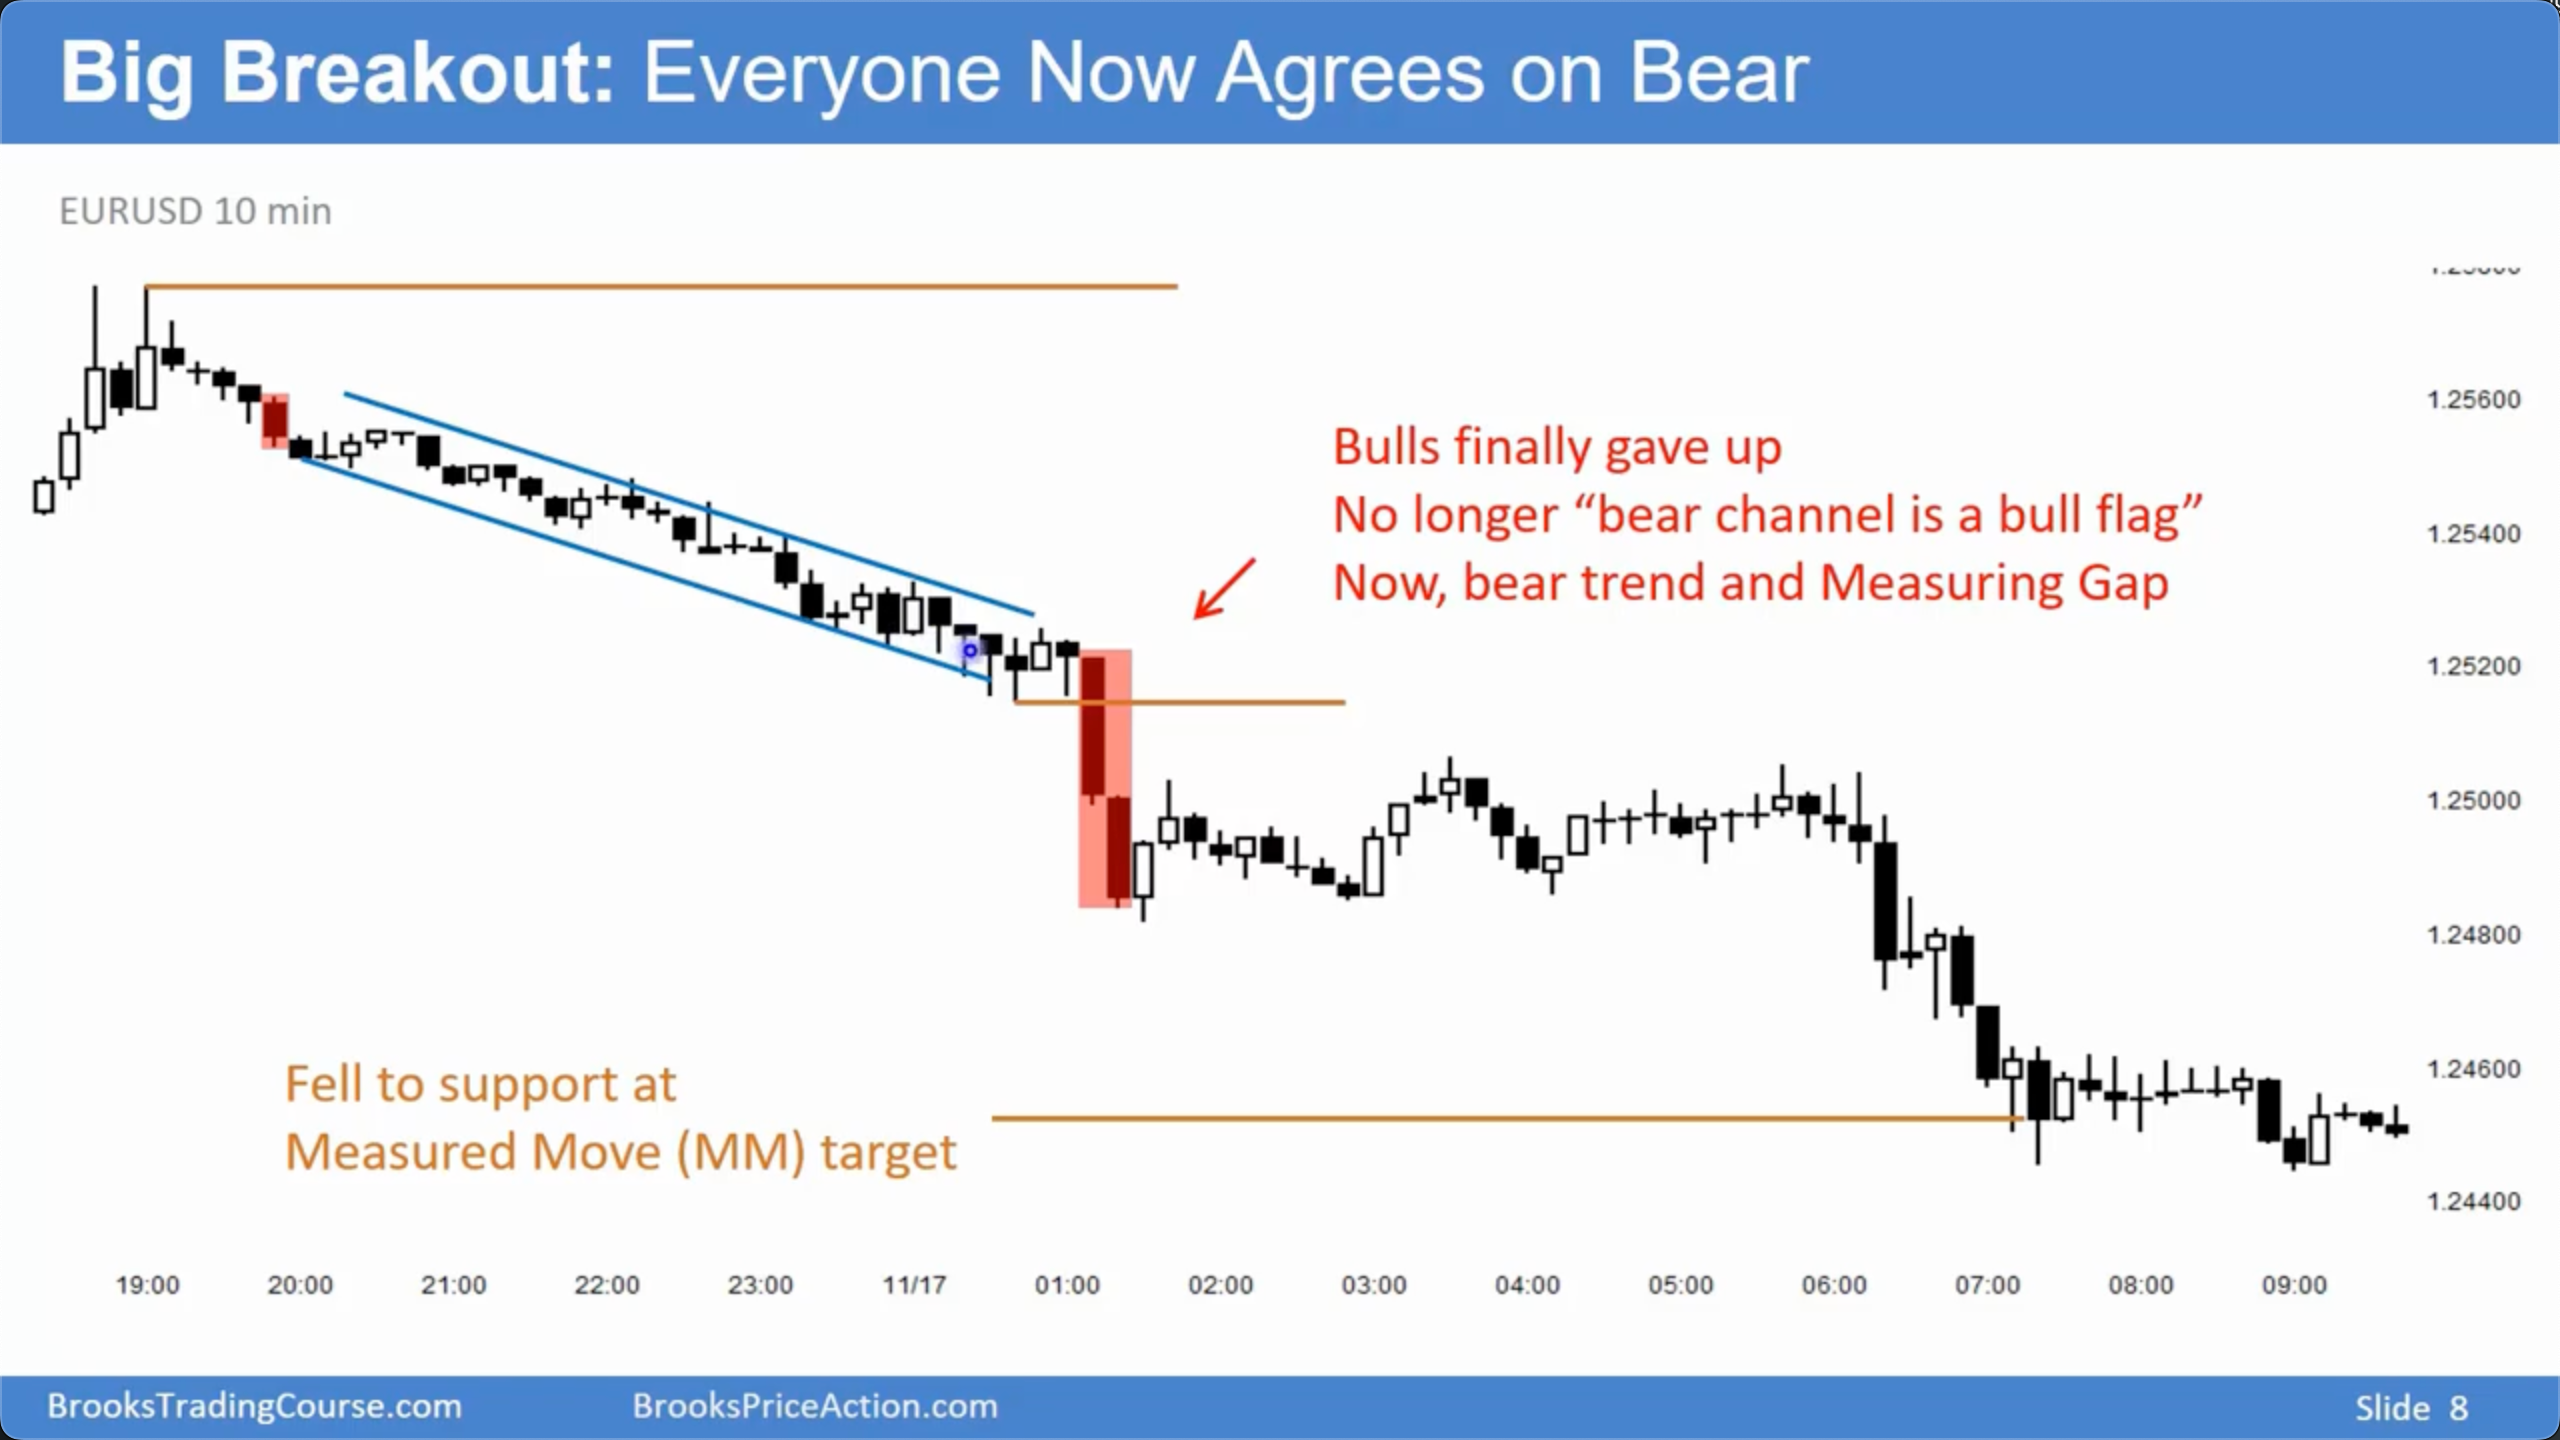 Big Breakout: Everyone Now Agrees on Bear
EURUSD 10 min
1.25600
Bulls finally gave up
No longer “bear channel is a bull flag”
Now, bear trend and Measuring Gap
1.25400
1.25200
1.25000
1.24800
Fell to support at
Measured Move (MM) target
1.24600
1.24400
19:00 20:00 21:00 22:00 23:00 11/17 01:00 02:00 03:00 04:00 05:00 06:00 07:00 08:00 09:00
BrooksTradingCourse.com BrooksPriceAction.com Slide 8